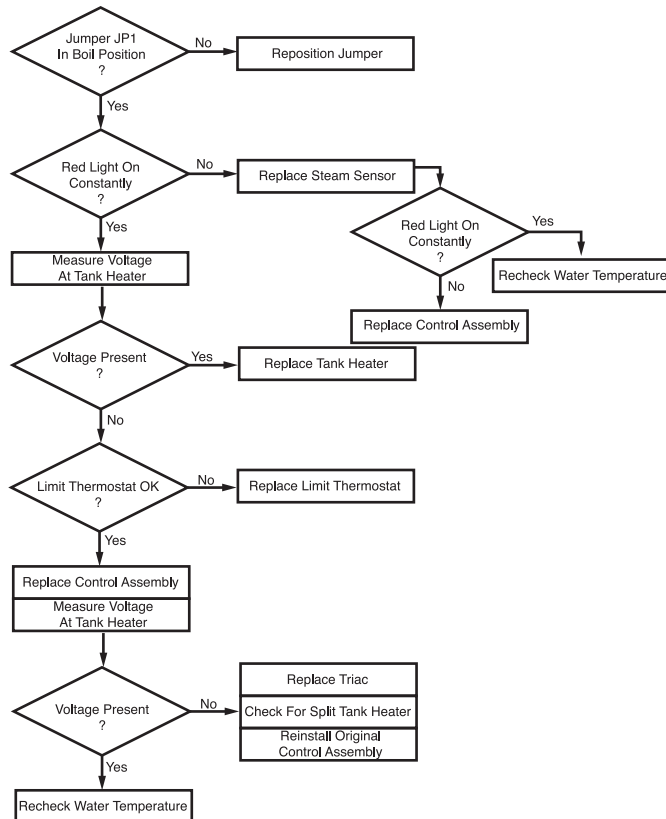 Jumper JP1
In Boil Position
?
No
Reposition Jumper
Yes
Red Light On
Constantly
?
No
Replace Steam Sensor
Red Light On
Constantly
?
Yes
Recheck Water Temperature
No
Replace Control Assembly
Yes
Measure Voltage
At Tank Heater
Voltage Present
?
Yes
Replace Tank Heater
No
Limit Thermostat OK
?
No
Replace Limit Thermostat
Yes
Replace Control Assembly
Measure Voltage
At Tank Heater
Voltage Present
?
No
Replace Triac
Check For Split Tank Heater
Reinstall Original
Control Assembly
Yes
Recheck Water Temperature